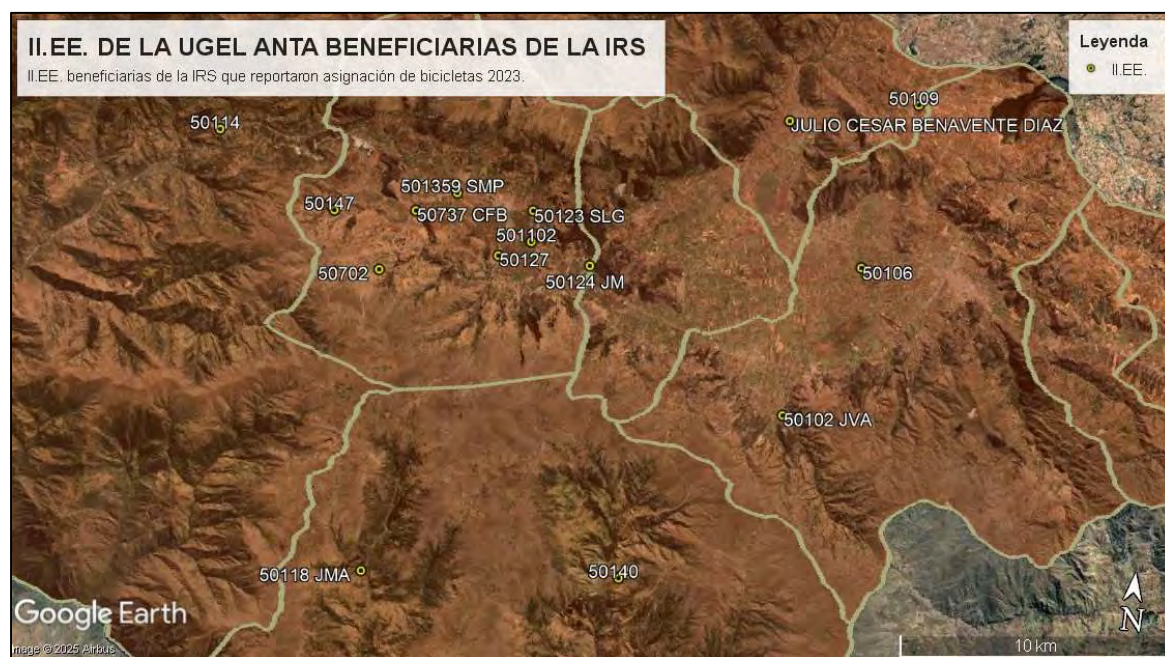 II.EE. DE LA UGEL ANTA BENEFICIARIAS DE LA IRS
II.EE. beneficiarias de la IRS que reportaron asignación de bicicletas 2023.
Leyenda
II.EE.
50109
50114
JULIO CESAR BENAVENTE DIAZ
501359 SMP
50147
50737 CFB
50123 SLG
501102
50127
50702
50124 JM
50106
50102 JVA
50118 JMA
50140
Google Earth
N
10 km
mage © 2025 Airbus